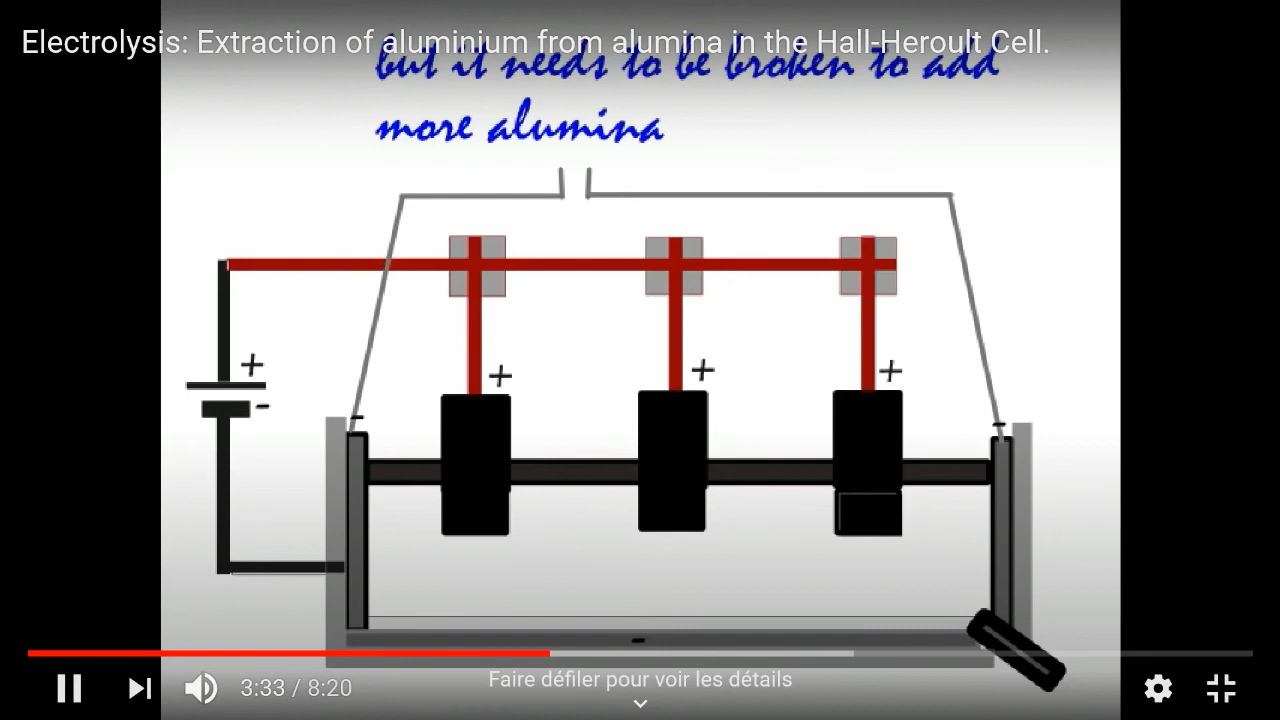 Electrolysis: Extraction of aluminium from alumina in the Hall-Heroult Cell.
but it needs to be broken to add
more alumina
+
+
+
+
-
-
-
-
3:33 / 8:20
Faire défiler pour voir les détails